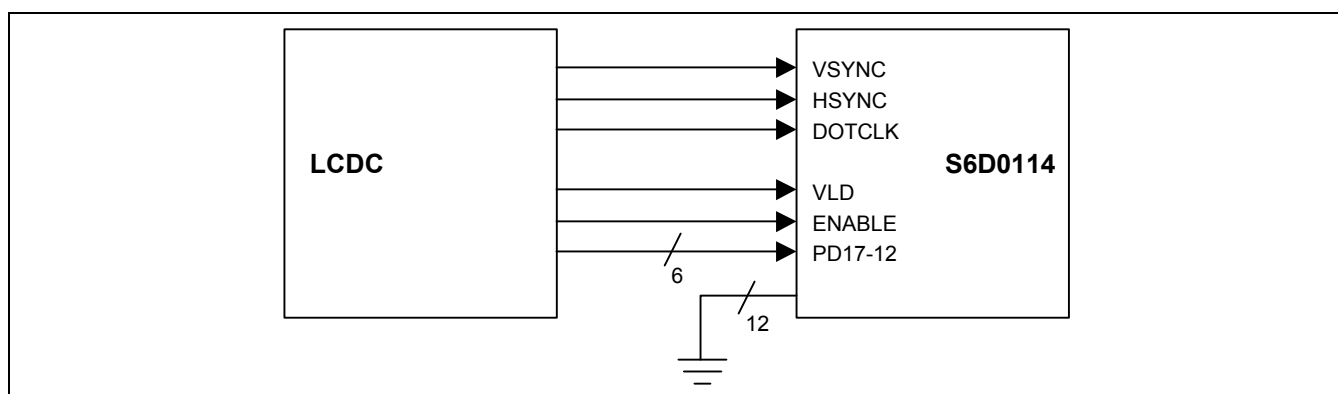 LCDC
VSYNC
HSYNC
DOTCLK
S6D0114
VLD
ENABLE
PD17-12
6
12